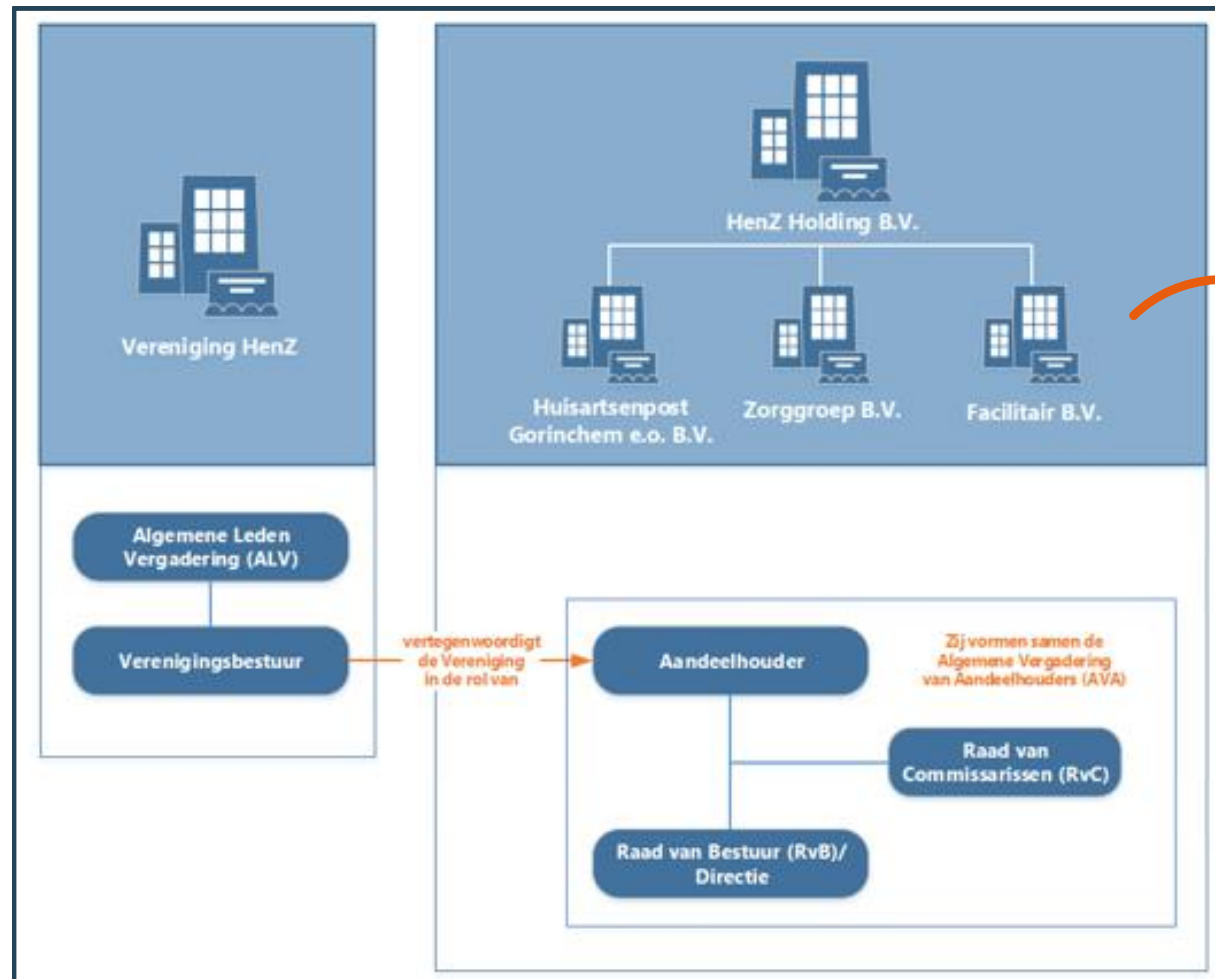 HenZ Holding B.V.
Vereniging HenZ
Huisartsenpost
Gorinchem e.o. B.V.
Zorggroep B.V.
Facilitair B.V.
Algemene Leden
Vergadering (ALV)
Verenigingsbestuur
vertegenwoordigt
de Vereniging
in de rol van
Aandeelhouder
Zij vormen samen de
Algemene Vergadering
van Aandeelhouders (AVA)
Raad van
Commissarissen (RvC)
Raad van Bestuur (RvB)/
Directie